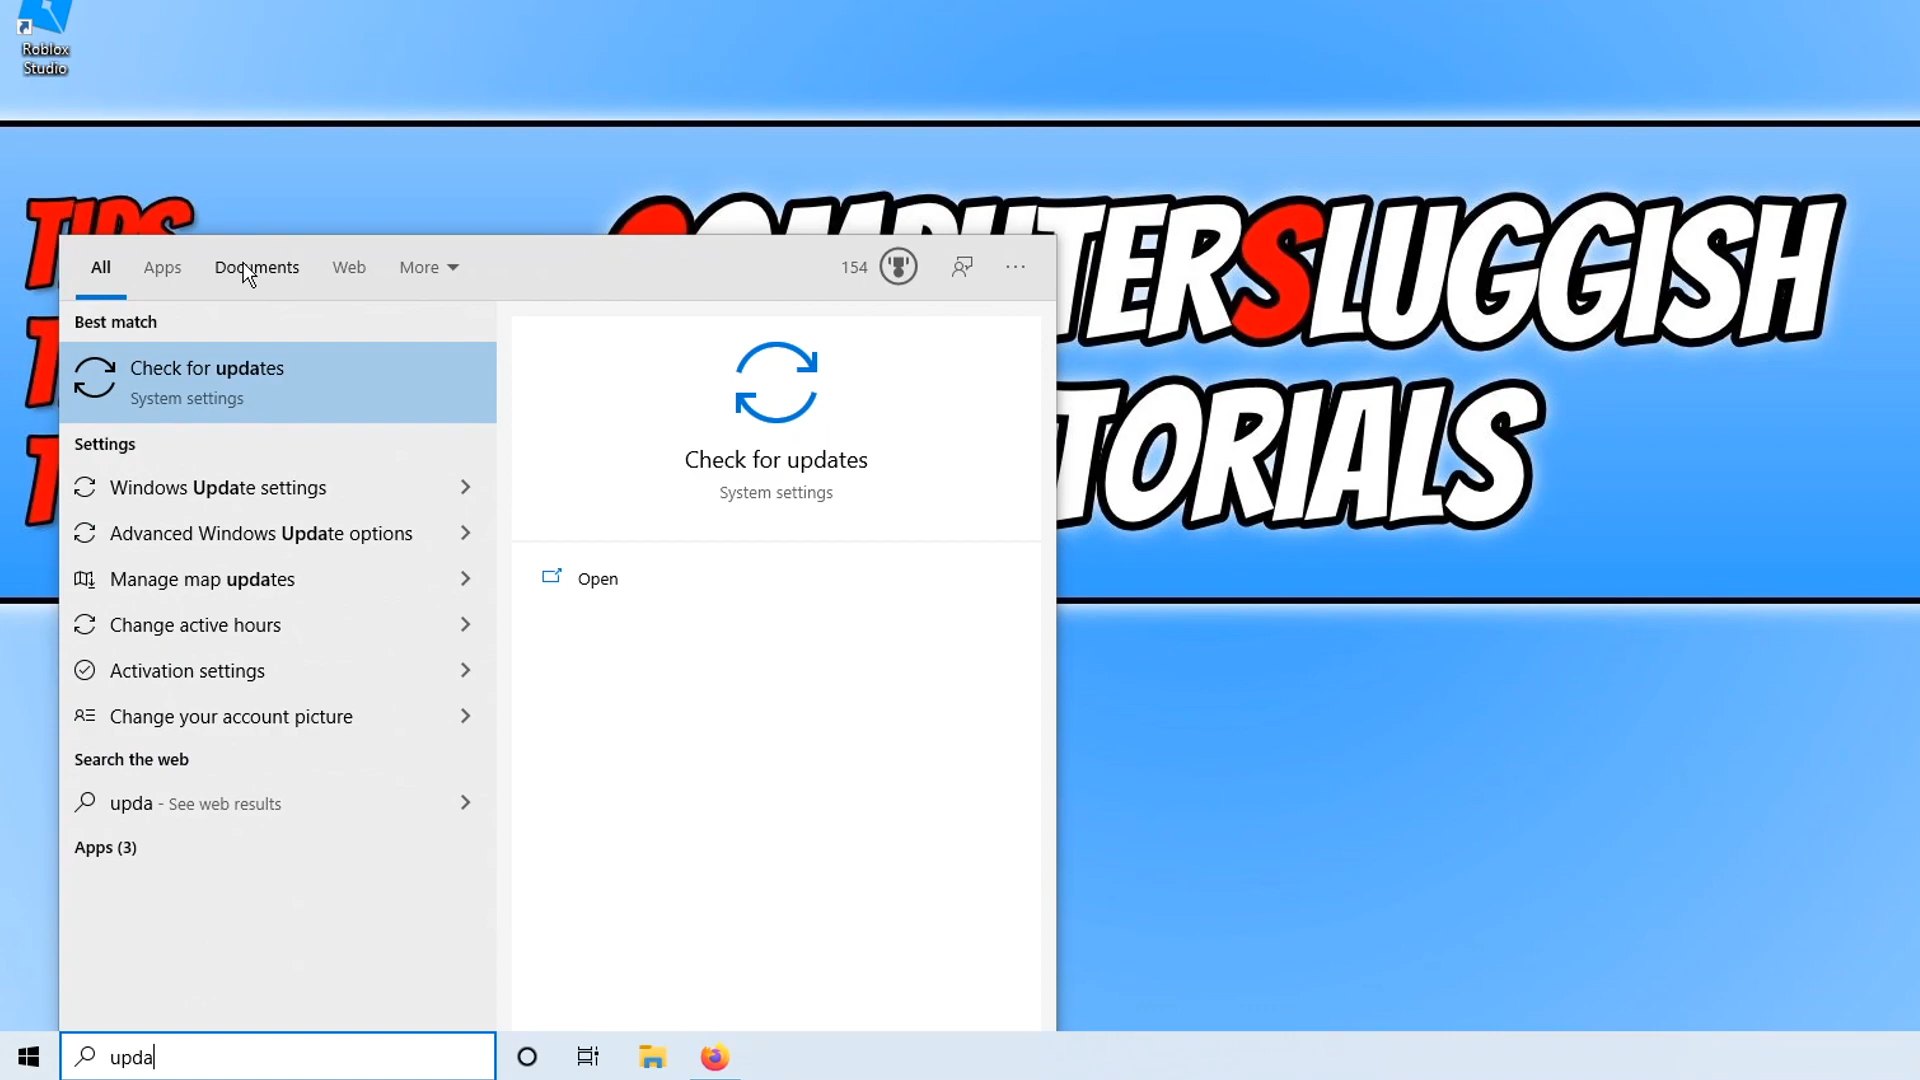 Roblox
Studio
TIPS
COMPUTERSLUGGISH
TORIALS
All Apps Documents Web More 154 ...
Best match
Check for updates
System settings
Settings
Windows Update settings
Advanced Windows Update options
Manage map updates
Change active hours
Activation settings
Change your account picture
Search the web
upda - See web results
Apps (3)
Check for updates
System settings
Open
upda